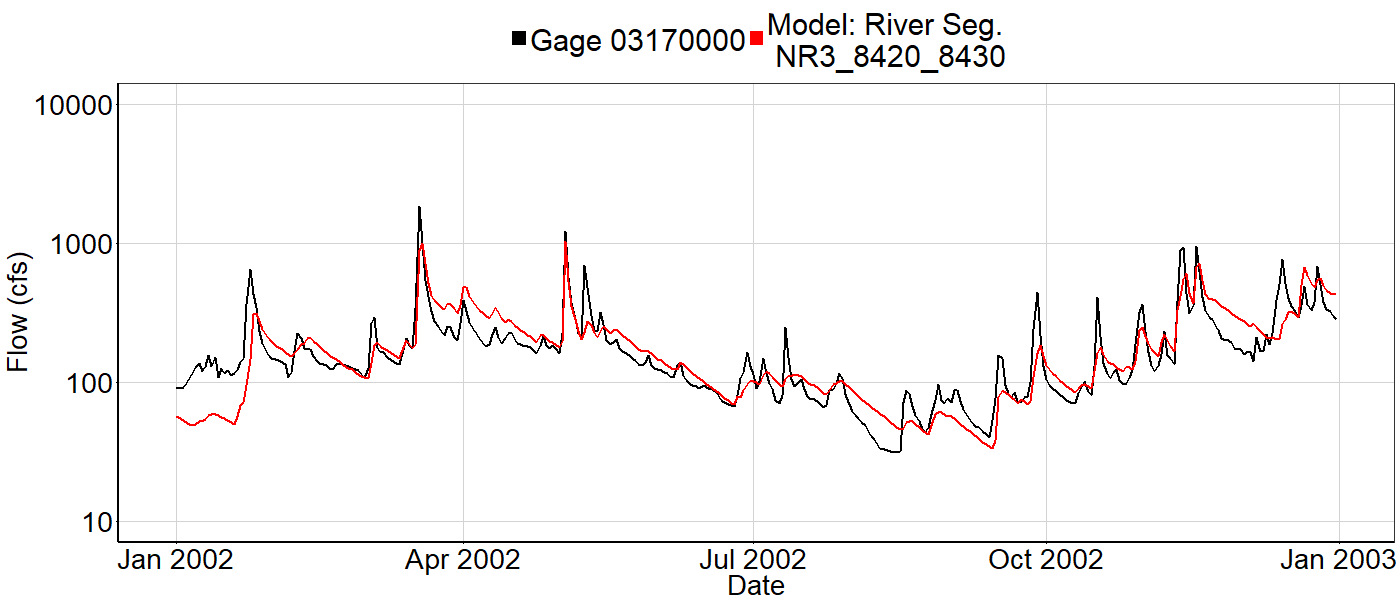 Model: River Seg.
Gage 03170000
NR3_8420_8430
10000
1000
100
10
Flow (cfs)
Jan 2002
Apr 2002
Jul 2002
Oct 2002
Jan 2003
Date